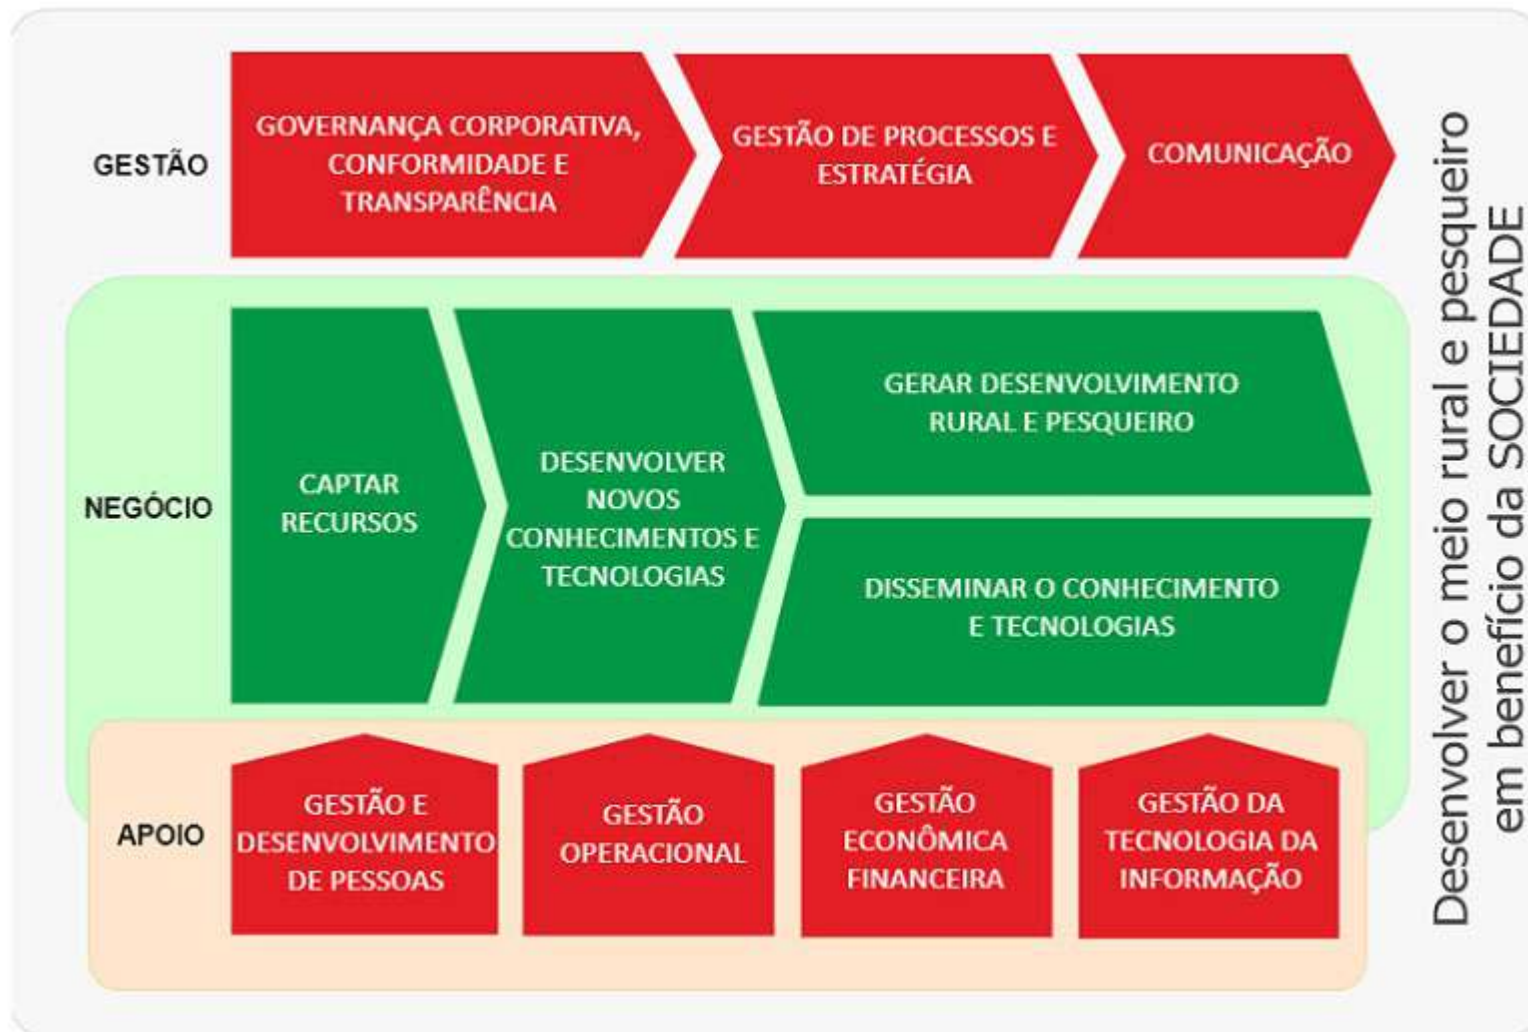 GESTÃO
GOVERNANÇA CORPORATIVA,
CONFORMIDADE E
TRANSPARÊNCIA
GESTÃO DE PROCESSOS E
ESTRATÉGIA
COMUNICAÇÃO
NEGÓCIO
CAPTAR
RECURSOS
DESENVOLVER
NOVOS
CONHECIMENTOS E
TECNOLOGIAS
GERAR DESENVOLVIMENTO
RURAL E PESQUEIRO
DISSEMINAR O CONHECIMENTO
E TECNOLOGIAS
APOIO
GESTÃO E
DESENVOLVIMENTO
DE PESSOAS
GESTÃO
OPERACIONAL
GESTÃO
ECONÔMICA
FINANCEIRA
GESTÃO DA
TECNOLOGIA DA
INFORMAÇÃO
Desenvolver o meio rural e pesqueiro
em benefício da SOCIEDADE